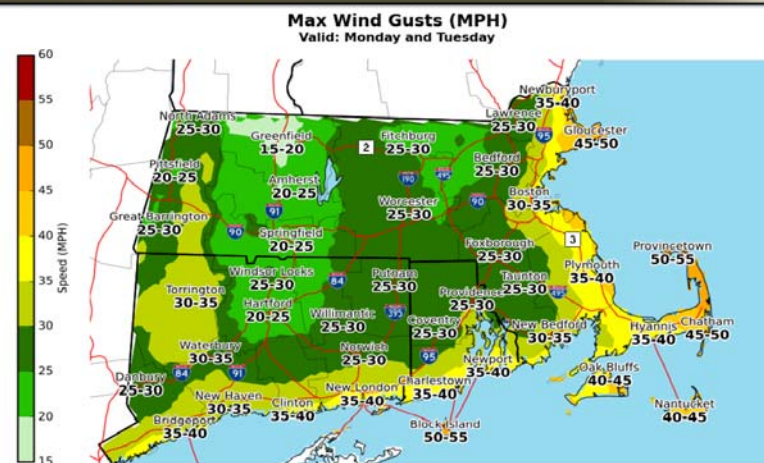 Max Wind Gusts (MPH)
Valid: Monday and Tuesday
60
55
50
45
40
35
30
25
20
15
Speed (MPH)
Newburyport
35-40
North Adams
25-30
Lawrence
25-30
Greenfield
15-20
2
Fitchburg
25-30
95
Gloucester
45-50
Pittsfield
20-25
Amherst
20-25
190
495
Bedford
25-30
Boston
30-35
Great Barrington
25-30
91
Worcester
25-30
90
90
Springfield
20-25
Foxborough
25-30
3
Provincetown
50-55
Windsor Locks
25-30
84
Putnam
25-30
Taunton
25-30
Plymouth
35-40
Torrington
30-35
Hartford
20-25
Willimantic
25-30
395
Providence
25-30
Coventry
25-30
New Bedford
30-35
Hyannis
35-40
Chatham
45-50
Waterbury
30-35
Norwich
25-30
95
Newport
35-40
Danbury
25-30
84
91
Oak Bluffs
40-45
New Haven
30-35
Clinton
35-40
New London
35-40
Charlestown
35-40
Nantucket
40-45
Bridgeport
35-40
Block Island
50-55